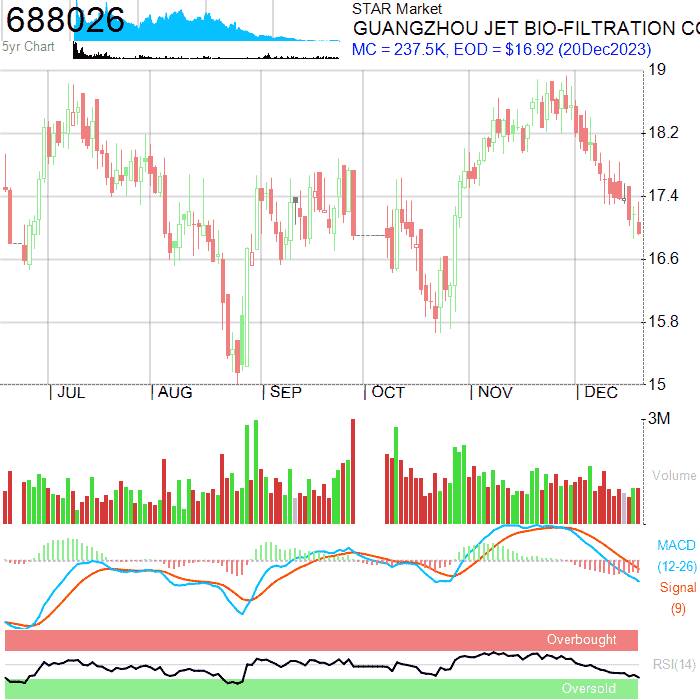 688026
5yr Chart
STAR Market
GUANGZHOU JET BIO-FILTRATION CO
MC = 237.5K, EOD = $16.92 (20Dec2023)
19
18.2
17.4
16.6
15.8
15
JUL AUG SEP OCT NOV DEC
3M
Volume
MACD
(12-26)
Signal
(9)
Overbought
RSI(14)
Oversold